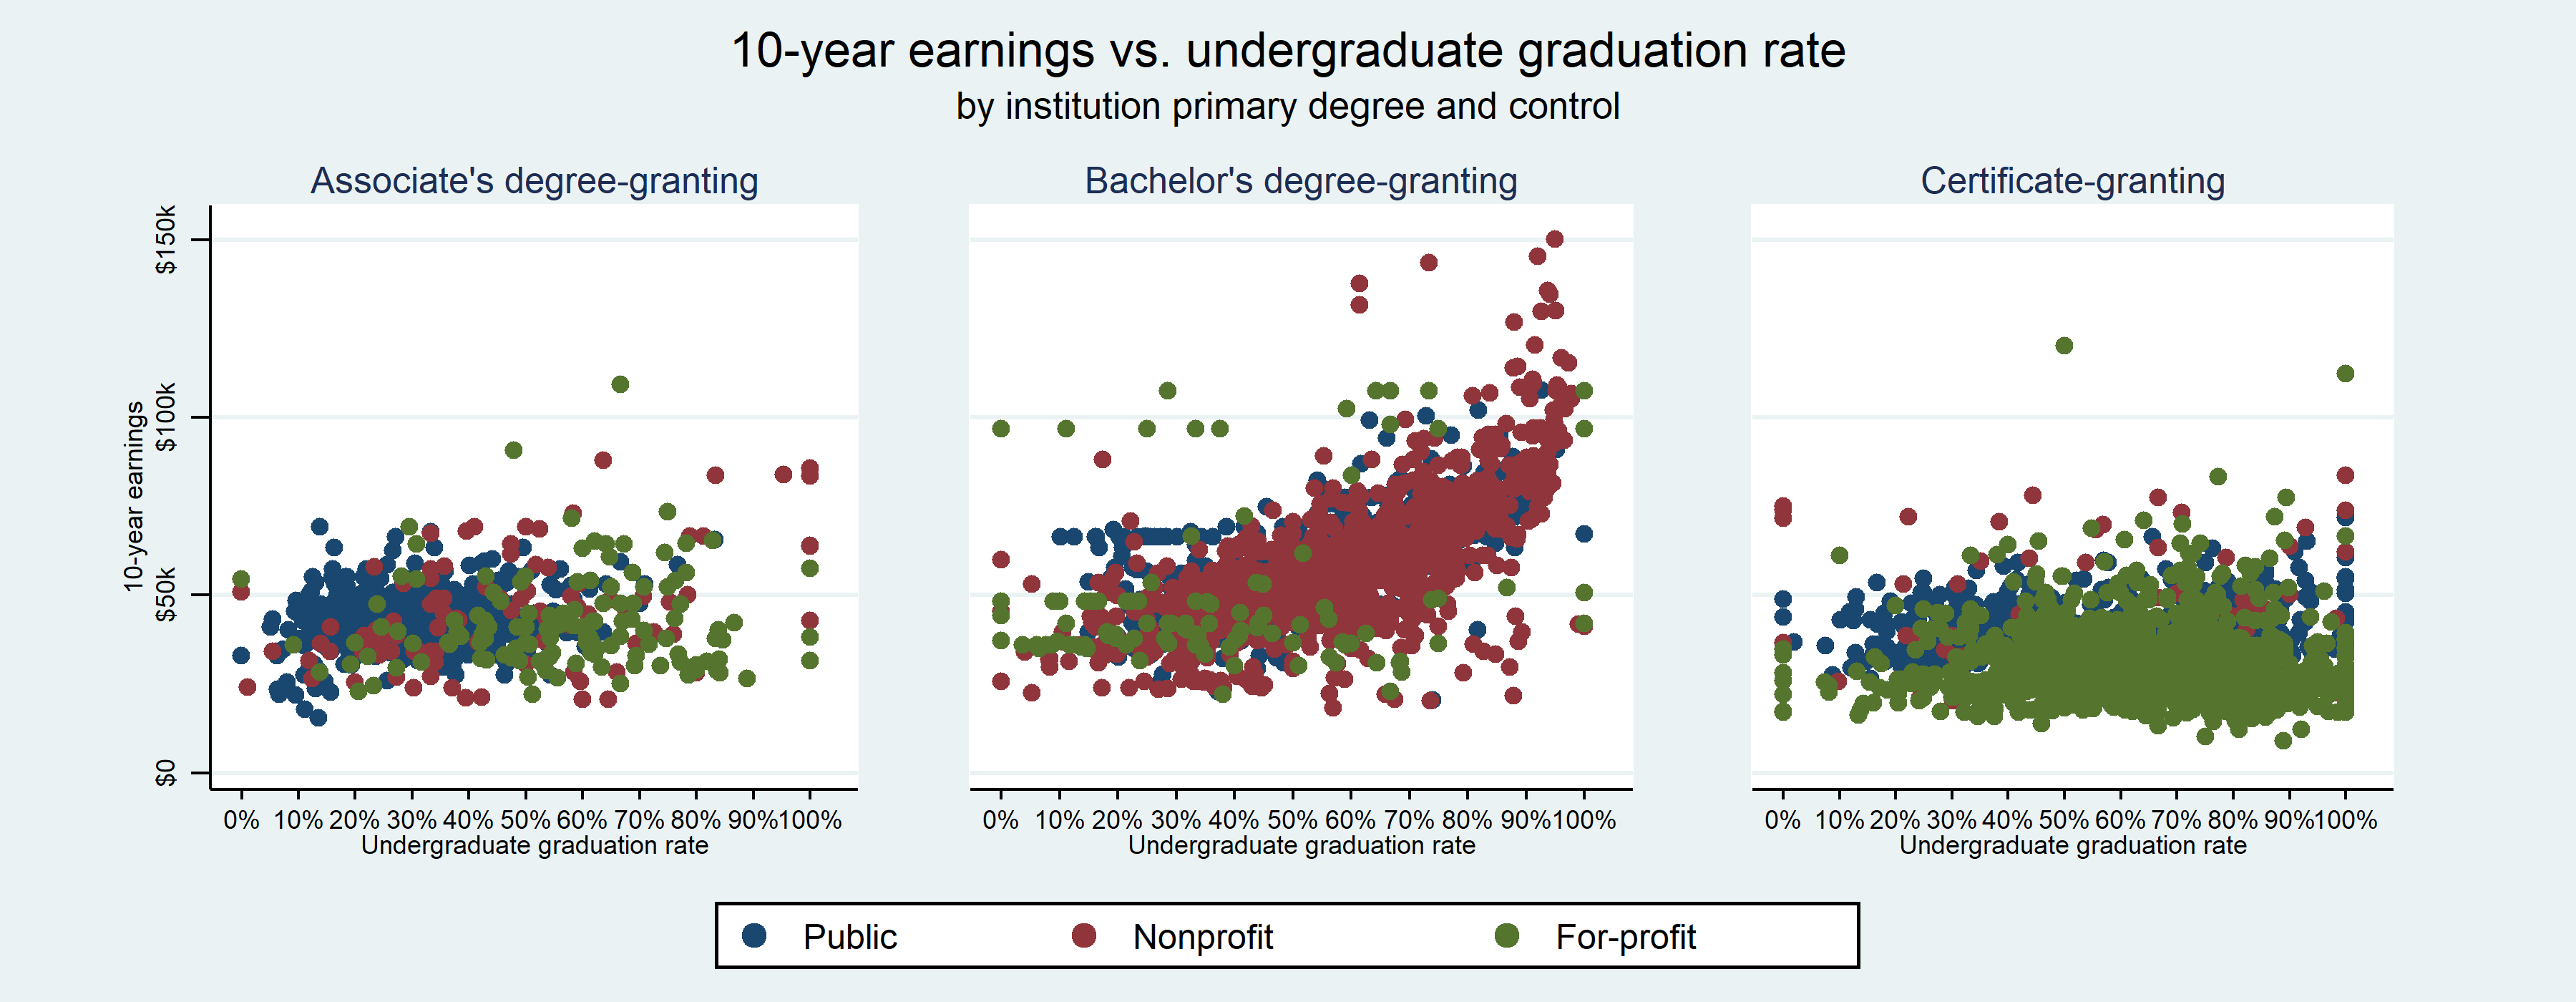 10-year earnings vs. undergraduate graduation rate
by institution primary degree and control
Associate's degree-granting
Bachelor's degree-granting
Certificate-granting
10-year earnings
$150k
$100k
$50k
$0
0% 10% 20% 30% 40% 50% 60% 70% 80% 90% 100%
Undergraduate graduation rate
0% 10% 20% 30% 40% 50% 60% 70% 80% 90% 100%
Undergraduate graduation rate
0% 10% 20% 30% 40% 50% 60% 70% 80% 90% 100%
Undergraduate graduation rate
Public Nonprofit For-profit